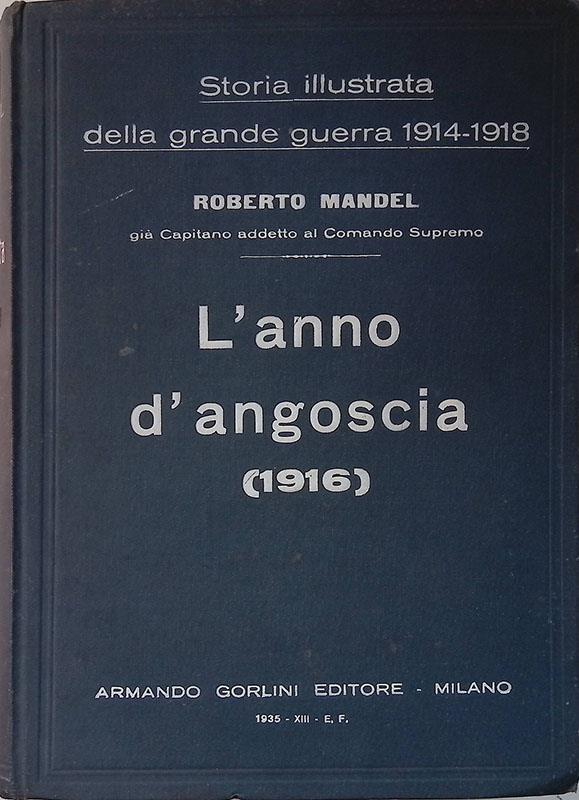 Storia illustrata
della grande guerra 1914-1918
ROBERTO MANDEL
già Capitano addetto al Comando Supremo
L'anno
d'angoscia
(1916)
ARMANDO GORLINI EDITORE - MILANO
1935 - XIII - E. F.